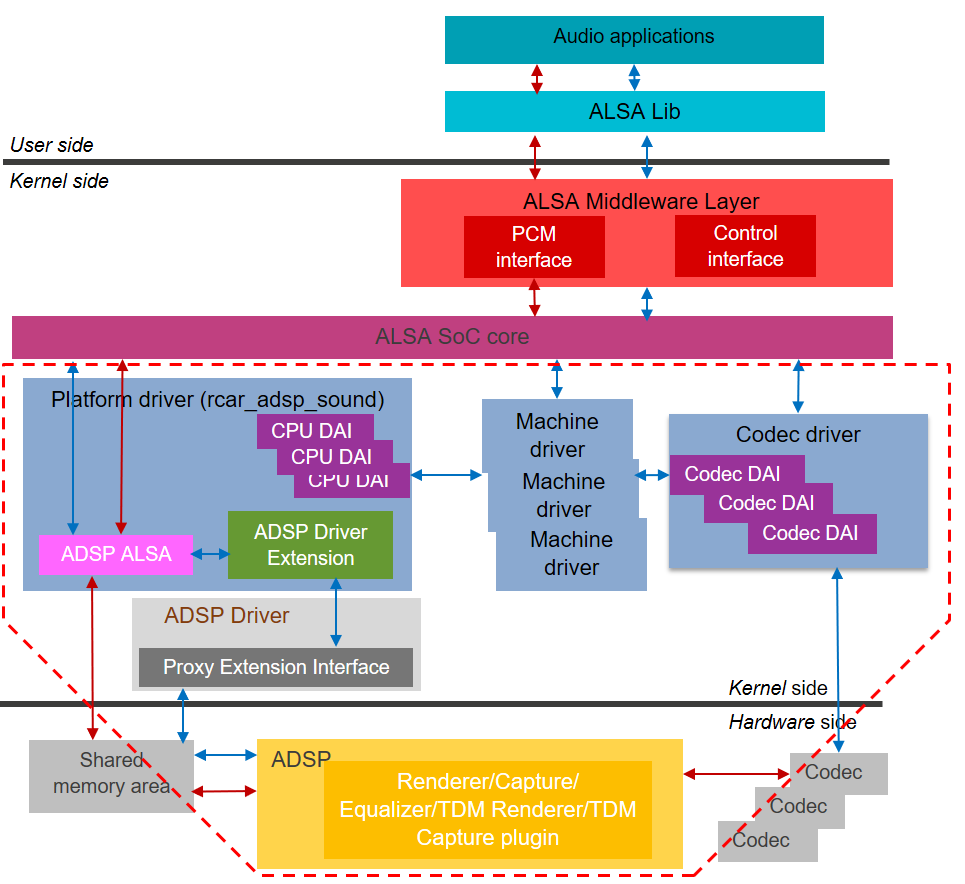 Audio applications
ALSA Lib
User side
Kernel side
ALSA Middleware Layer
PCM
interface
Control
interface
ALSA SoC core
Platform driver (rcar_adsp_sound)
CPU DAI
CPU DAI
CPU DAI
ADSP ALSA
ADSP Driver
Extension
Machine
driver
Machine
driver
Machine
driver
Codec driver
Codec DAI
Codec DAI
Codec DAI
ADSP Driver
Proxy Extension Interface
Kernel side
Hardware side
Shared
memory area
ADSP
Renderer/Capture/
Equalizer/TDM Renderer/TDM
Capture plugin
Codec
Codec
Codec